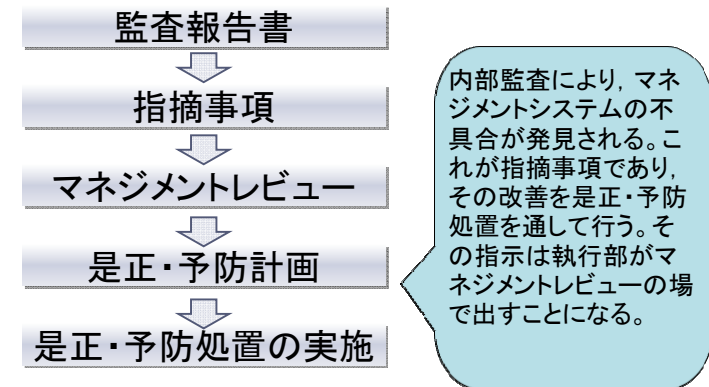 監査報告書
指摘事項
マネジメントレビュー
是正・予防計画
是正・予防処置の実施
内部監査により, マネ
ジメントシステムの不
具合が発見される。こ
れが指摘事項であり,
その改善を是正・予防
処置を通して行う。そ
の指示は執行部がマ
ネジメントレビューの場
で出すことになる。